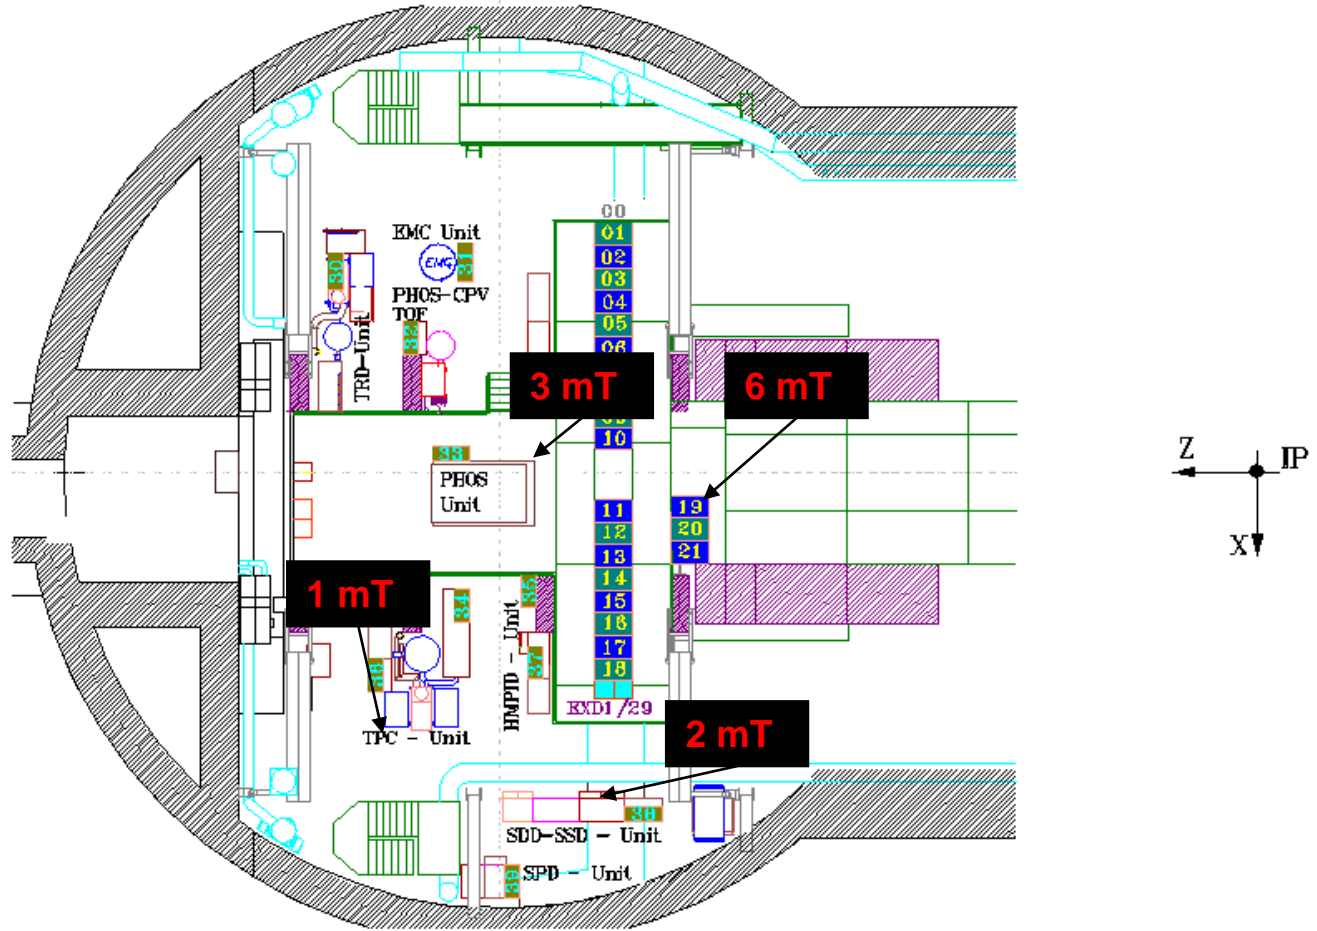 00
01
EMC Unit
02
30
EMC
31
03
PHOS-CPV
04
TOF
05
32
TRD-Unit
06
3 mT
6 mT
09
10
33
PHOS
Unit
Z
IP
X
11
19
12
20
13
21
14
1 mT
34
35
15
16
HMPID - Unit
17
37
18
EXD1/29
TPC - Unit
2 mT
SDD-SSD - Unit
SPD - Unit
39